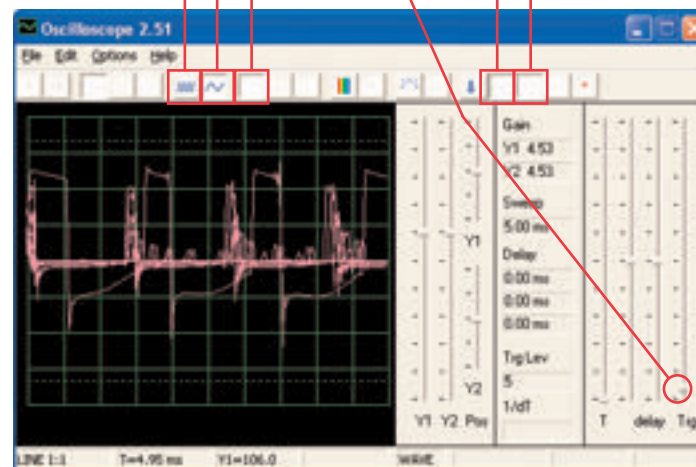 Oscilloscope 2.51
File Edit Options Help
Gain
Y1 4.53
Y2 4.53
Sweep
5.00 ms
Y1
Delay
0.00 ms
0.00 ms
0.00 ms
Trg Lev
5
Y2
1/dT
Y1 Y2 Pos T delay Trg
LINE 1:1 T=4.95 ms Y1=106.0 WAVE